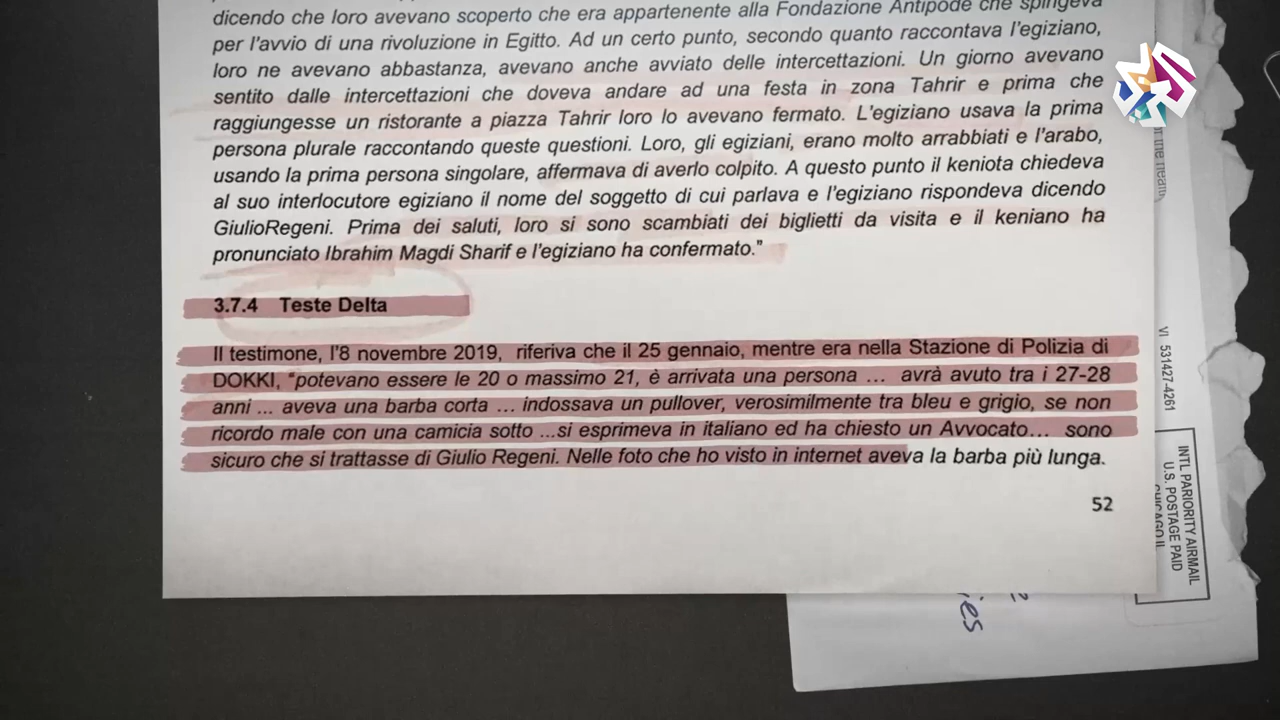 dicendo che loro avevano scoperto che era appartenente alla Fondazione Antipode che spingeva
per l'avvio di una rivoluzione in Egitto. Ad un certo punto, secondo quanto raccontava l'egiziano,
loro ne avevano abbastanza, avevano anche avviato delle intercettazioni. Un giorno avevano
sentito dalle intercettazioni che doveva andare ad una festa in zona Tahrir e prima che
raggiungesse un ristorante a piazza Tahrir loro lo avevano fermato. L'egiziano usava la prima
persona plurale raccontando queste questioni. Loro, gli egiziani, erano molto arrabbiati e l'arabo,
usando la prima persona singolare, affermava di averlo colpito. A questo punto il keniota chiedeva
al suo interlocutore egiziano il nome del soggetto di cui parlava e l'egiziano rispondeva dicendo
GiulioRegeni. Prima dei saluti, loro si sono scambiati dei biglietti da visita e il keniano ha
pronunciato Ibrahim Magdi Sharif e l'egiziano ha confermato.”
3.7.4 Teste Delta
Il testimone, l'8 novembre 2019, riferiva che il 25 gennaio, mentre era nella Stazione di Polizia di
DOKKI, “potevano essere le 20 o massimo 21, è arrivata una persona … avrà avuto tra i 27-28
anni … aveva una barba corta … indossava un pullover, verosimilmente tra bleu e grigio, se non
ricordo male con una camicia sotto …si esprimeva in italiano ed ha chiesto un Avvocato… sono
sicuro che si trattasse di Giulio Regeni. Nelle foto che ho visto in internet aveva la barba più lunga.
52
VI 531427-4261
INTL PARIORITY AIRMAIL
U.S. POSTAGE PAID
CHICAGO IL